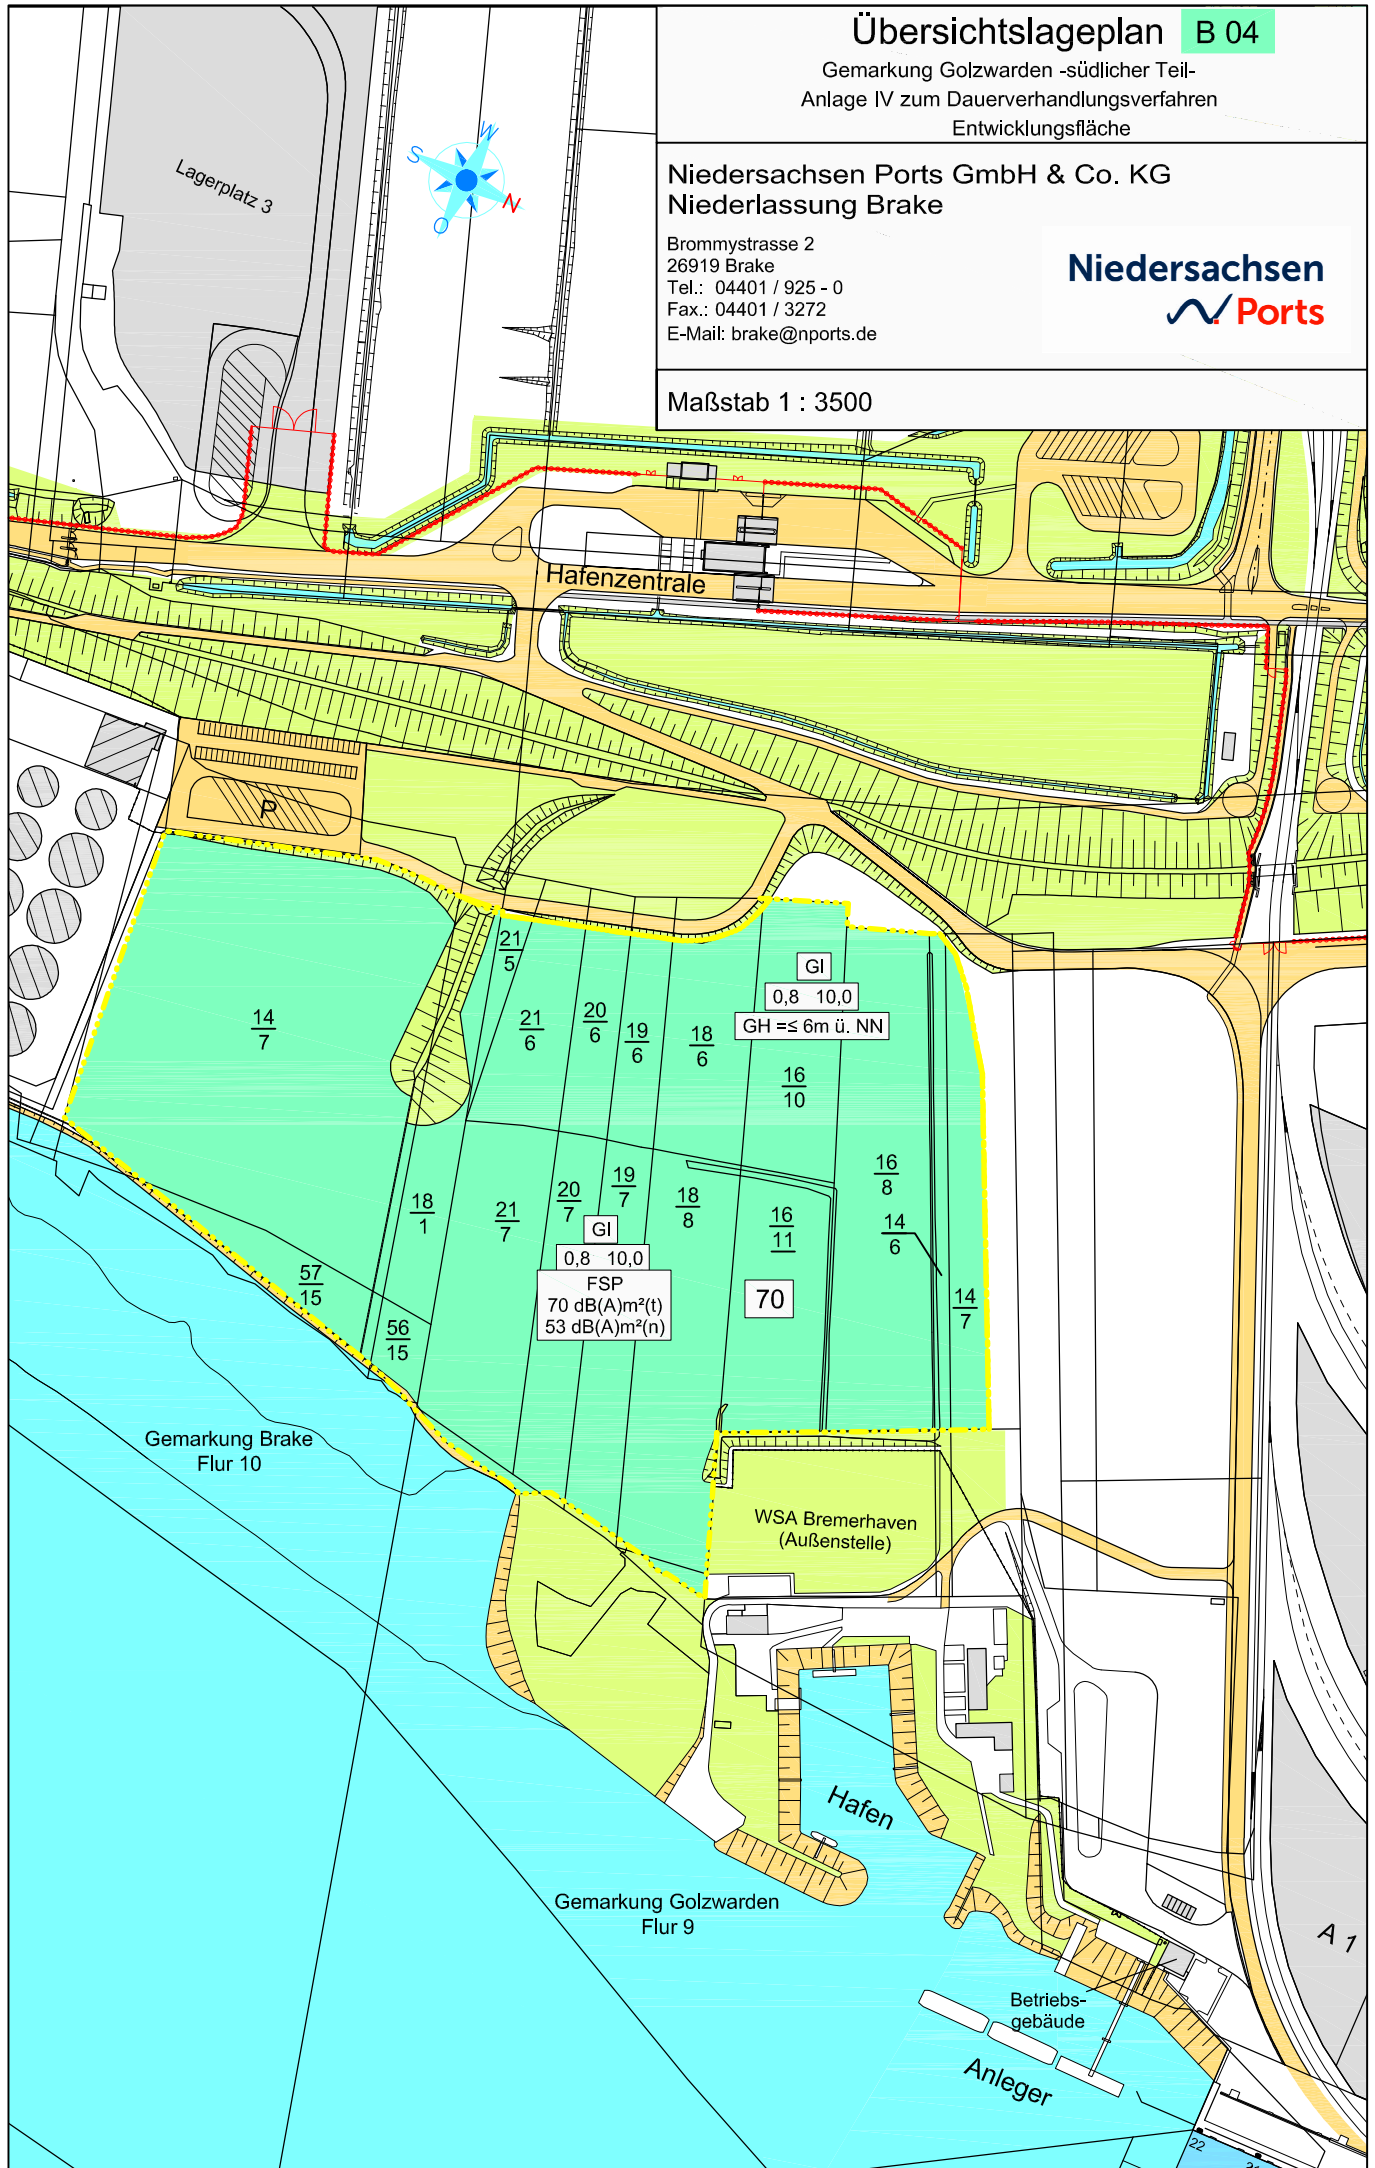 Übersichtslageplan B 04
Gemarkung Golzwarden -südlicher Teil-
Anlage IV zum Dauerverhandlungsverfahren
Entwicklungsfläche
Niedersachsen Ports GmbH & Co. KG
Niederlassung Brake
Brommystrasse 2
26919 Brake
Tel.: 04401 / 925 - 0
Fax.: 04401 / 3272
E-Mail: brake@nports.de
Niedersachsen
Ports
Maßstab 1 : 3500
Lagerplatz 3
W
S
N
O
Hafenzentrale
P
21
5
GI
0,8 10,0
GH =≤ 6m ü. NN
14
7
21
6
20
6
19
6
18
6
16
10
18
1
21
7
20
7
19
7
18
8
16
11
16
8
14
6
GI
0,8 10,0
FSP
70 dB(A)m²(t)
53 dB(A)m²(n)
70
14
7
57
15
56
15
Gemarkung Brake
Flur 10
WSA Bremerhaven
(Außenstelle)
Hafen
Gemarkung Golzwarden
Flur 9
A 1
Betriebs-
gebäude
Anleger
22